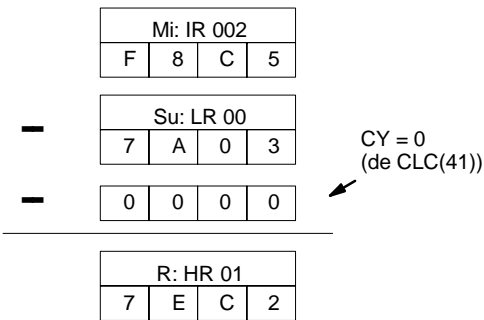 Mi: IR 002
F 8 C 5
Su: LR 00
7 A 0 3
CY = 0
(de CLC(41))
0 0 0 0
R: HR 01
7 E C 2